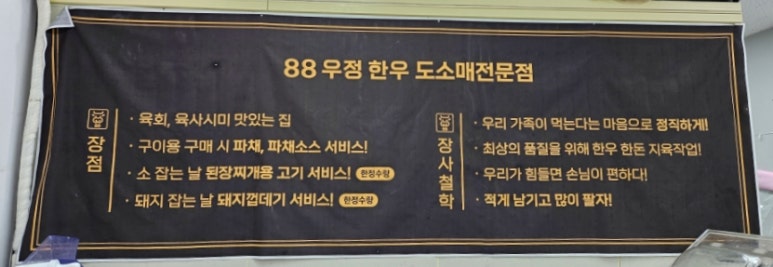 88 우정 한우 도소매전문점
장점
· 육회, 육사시미 맛있는 집
· 구이용 구매 시 파채, 파채소스 서비스!
· 소 잡는 날 된장찌개용 고기 서비스! 한정수량
· 돼지 잡는 날 돼지껍데기 서비스! 한정수량
장사철학
· 우리 가족이 먹는다는 마음으로 정직하게!
· 최상의 품질을 위해 한우 한돈 지육작업!
· 우리가 힘들면 손님이 편하다!
· 적게 남기고 많이 팔자!